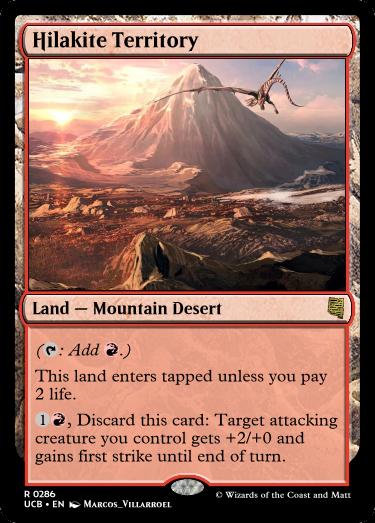 Hilakite Territory
Land — Mountain Desert
(T: Add R.)
This land enters tapped unless you pay
2 life.
1R, Discard this card: Target attacking
creature you control gets +2/+0 and
gains first strike until end of turn.
R 0286
UCB • EN Marcos_Villarroel
© Wizards of the Coast and Matt